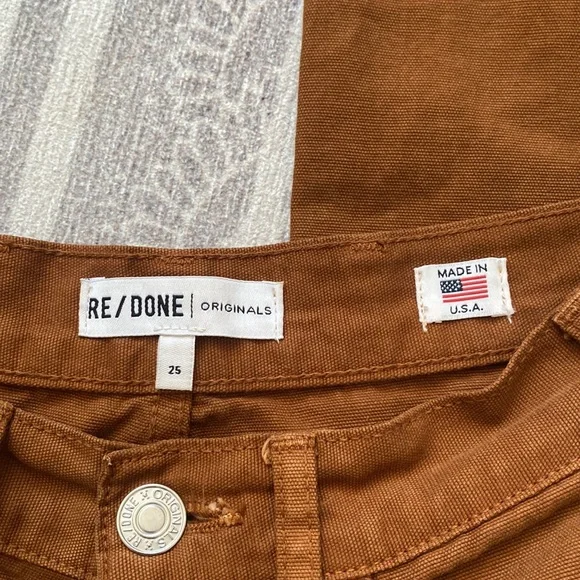 RE/DONE | ORIGINALS
MADE IN
U.S.A.
25
RE/DONE × ORIGINALS ×